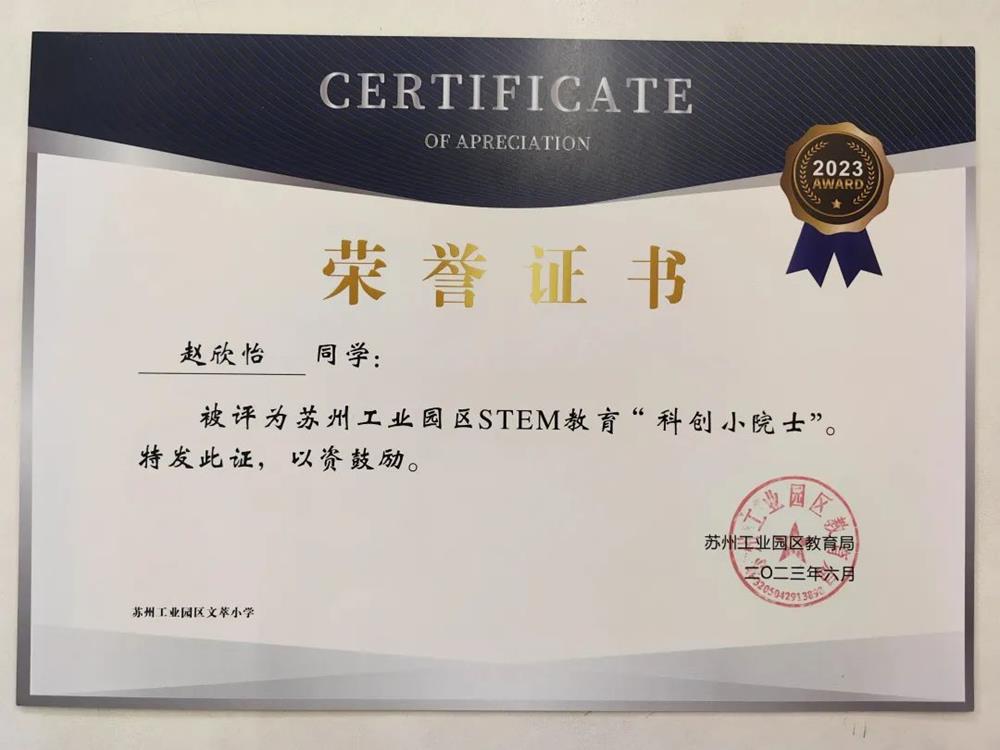 CERTIFICATE
OF APRECIATION
2023
AWARD
荣誉证书
赵欣怡 同学:
被评为苏州工业园区STEM教育“科创小院士”。
特发此证，以资鼓励。
苏州工业园区教育局
二〇二三年六月
苏州工业园区文萃小学